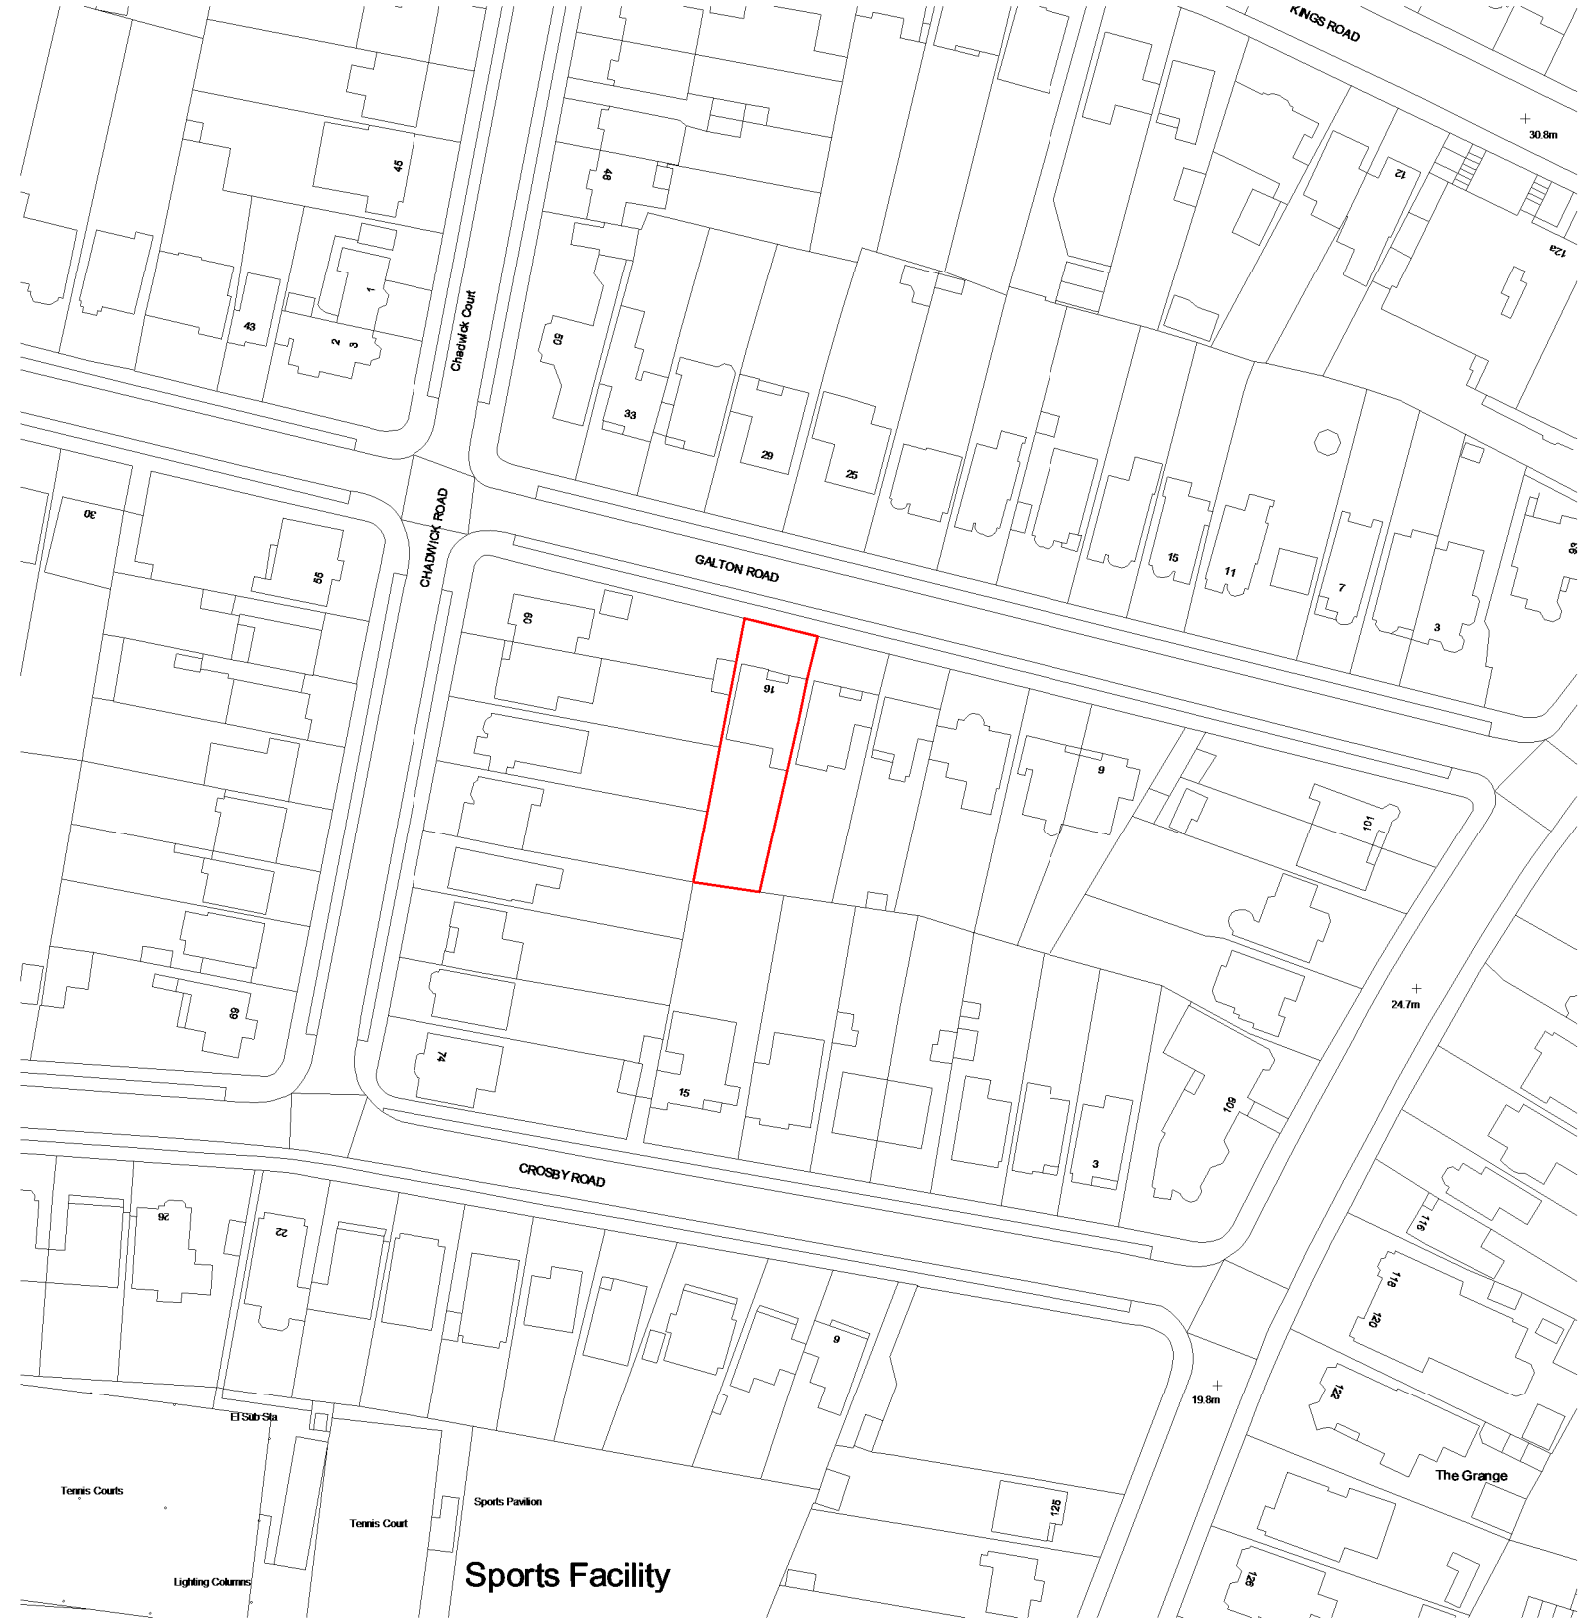 KINGS ROAD
30.8m
45
48
12
12a
1
43
2
3
Chadwick Court
50
33
29
25
30
CHADWICK ROAD
55
GALTON ROAD
15
11
7
3
93
60
16
9
101
24.7m
69
74
15
109
3
CROSBY ROAD
26
22
9
116
118
120
19.8m
122
El Sub Sta
The Grange
Tennis Courts
Sports Pavilion
Tennis Court
125
Sports Facility
Lighting Columns
126